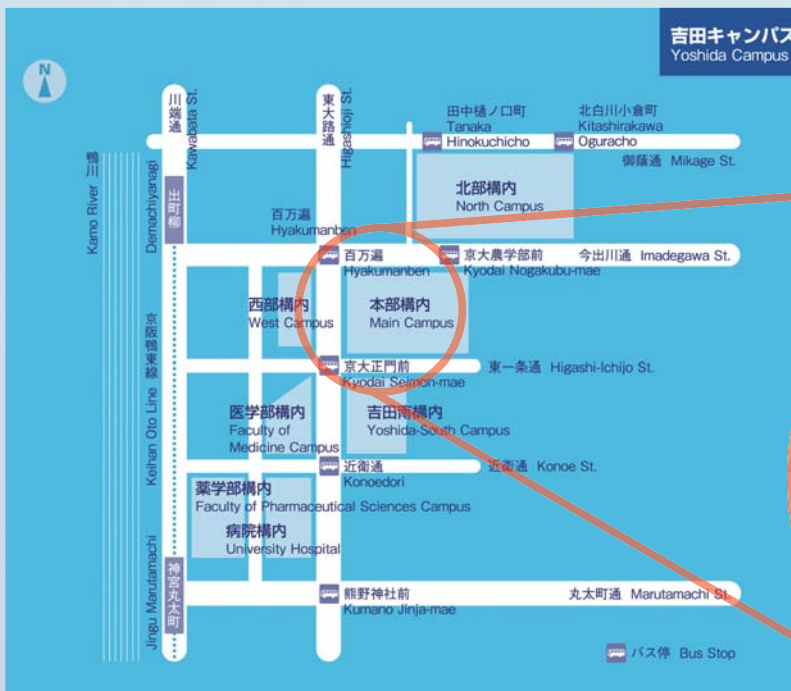 吉田キャンパス
Yoshida Campus
N
川端通
Kawabata St.
東大路通
Higashioji St.
田中樋ノ口町
Tanaka
Hinokuchicho
北白川小倉町
Kitashirakawa
Oguracho
御蔭通 Mikage St.
鴨川
Kamo River
出町柳
Demachiyanagi
北部構内
North Campus
百万遍
Hyakumanben
百万遍
Hyakumanben
京大農学部前
Kyodai Nogakubu-mae
今出川通 Imadegawa St.
西部構内
West Campus
本部構内
Main Campus
京阪鴨東線
Keihan Oto Line
京大正門前
Kyodai Seimon-mae
東一条通 Higashi-Ichijo St.
医学部構内
Faculty of
Medicine Campus
吉田南構内
Yoshida-South Campus
近衛通
Konoedori
近衛通 Konoe St.
薬学部構内
Faculty of Pharmaceutical Sciences Campus
病院構内
University Hospital
神宮丸太町
Jingu Marutamachi
熊野神社前
Kumano Jinja-mae
丸太町通 Marutamachi St.
バス停 Bus Stop